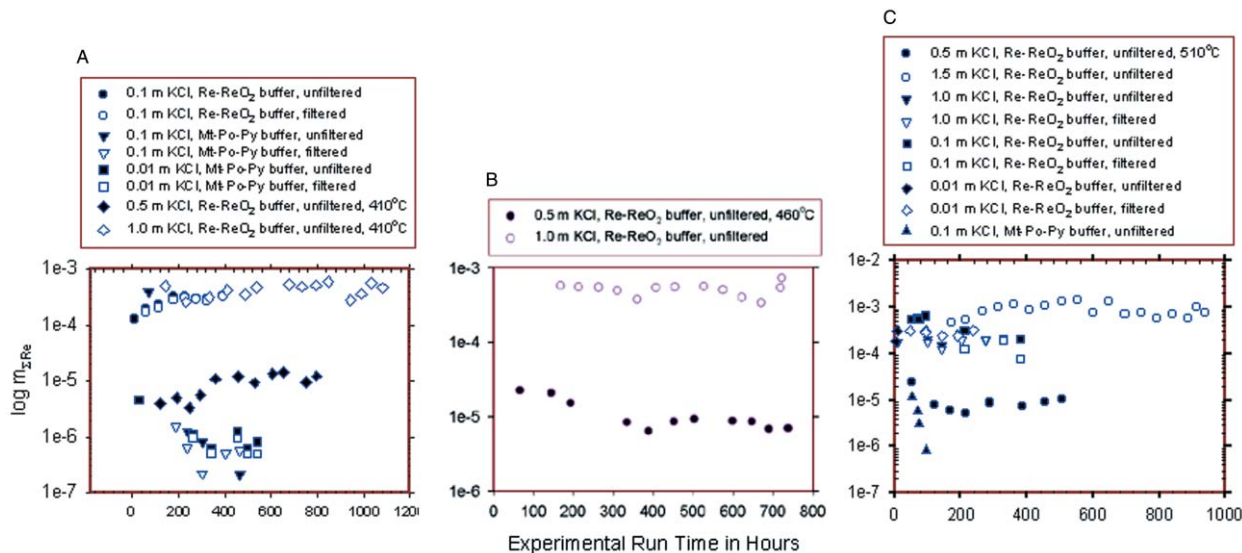 A
0.1 m KCl, Re-ReO₂ buffer, unfiltered
0.1 m KCl, Re-ReO₂ buffer, filtered
0.1 m KCl, Mt-Po-Py buffer, unfiltered
0.1 m KCl, Mt-Po-Py buffer, filtered
0.01 m KCl, Mt-Po-Py buffer, unfiltered
0.01 m KCl, Mt-Po-Py buffer, filtered
0.5 m KCl, Re-ReO₂ buffer, unfiltered, 410°C
1.0 m KCl, Re-ReO₂ buffer, unfiltered, 410°C
log mΣRe
1e-3
1e-4
1e-5
1e-6
1e-7
0 200 400 600 800 1000 1200
B
0.5 m KCl, Re-ReO₂ buffer, unfiltered, 460°C
1.0 m KCl, Re-ReO₂ buffer, unfiltered
1e-3
1e-4
1e-5
1e-6
0 100 200 300 400 500 600 700 800
Experimental Run Time in Hours
C
0.5 m KCl, Re-ReO₂ buffer, unfiltered, 510°C
1.5 m KCl, Re-ReO₂ buffer, unfiltered
1.0 m KCl, Re-ReO₂ buffer, unfiltered
1.0 m KCl, Re-ReO₂ buffer, filtered
0.1 m KCl, Re-ReO₂ buffer, unfiltered
0.1 m KCl, Re-ReO₂ buffer, filtered
0.01 m KCl, Re-ReO₂ buffer, unfiltered
0.01 m KCl, Re-ReO₂ buffer, filtered
0.1 m KCl, Mt-Po-Py buffer, unfiltered
1e-2
1e-3
1e-4
1e-5
1e-6
1e-7
0 200 400 600 800 1000